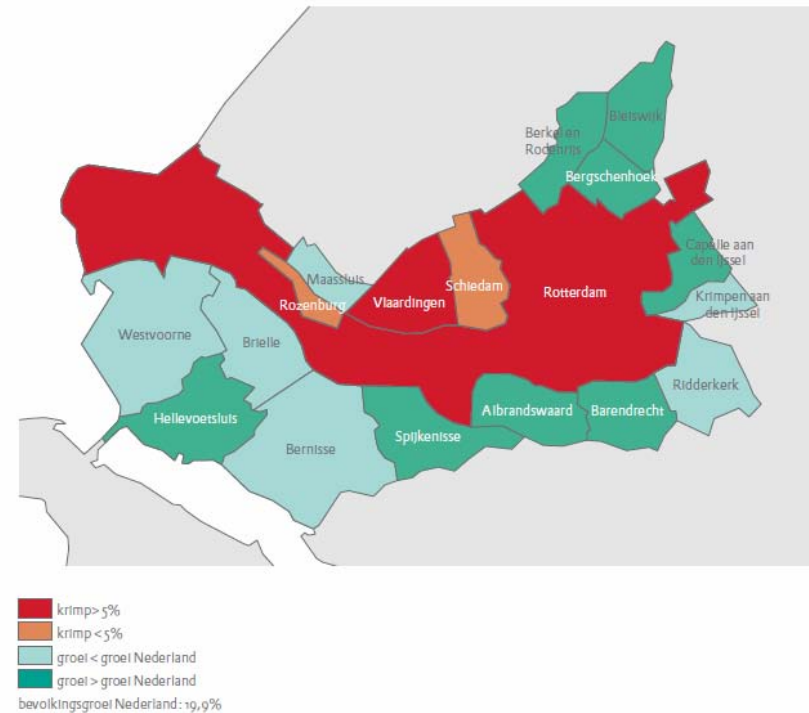 Bleiswijk
Berkel en
Rodenrijs
Bergschenhoek
Capelle aan
den IJssel
Maassluis
Schiedam
Krimpen aan
den IJssel
Rozenburg
Vlaardingen
Rotterdam
Westvoorne
Brielle
Ridderkerk
Hellevoetsluis
Albrandswaard
Barendrecht
Bernisse
Spijkenisse
krimp> 5%
krimp < 5%
groei < groei Nederland
groei > groei Nederland
bevolkingsgroei Nederland: 19,9%